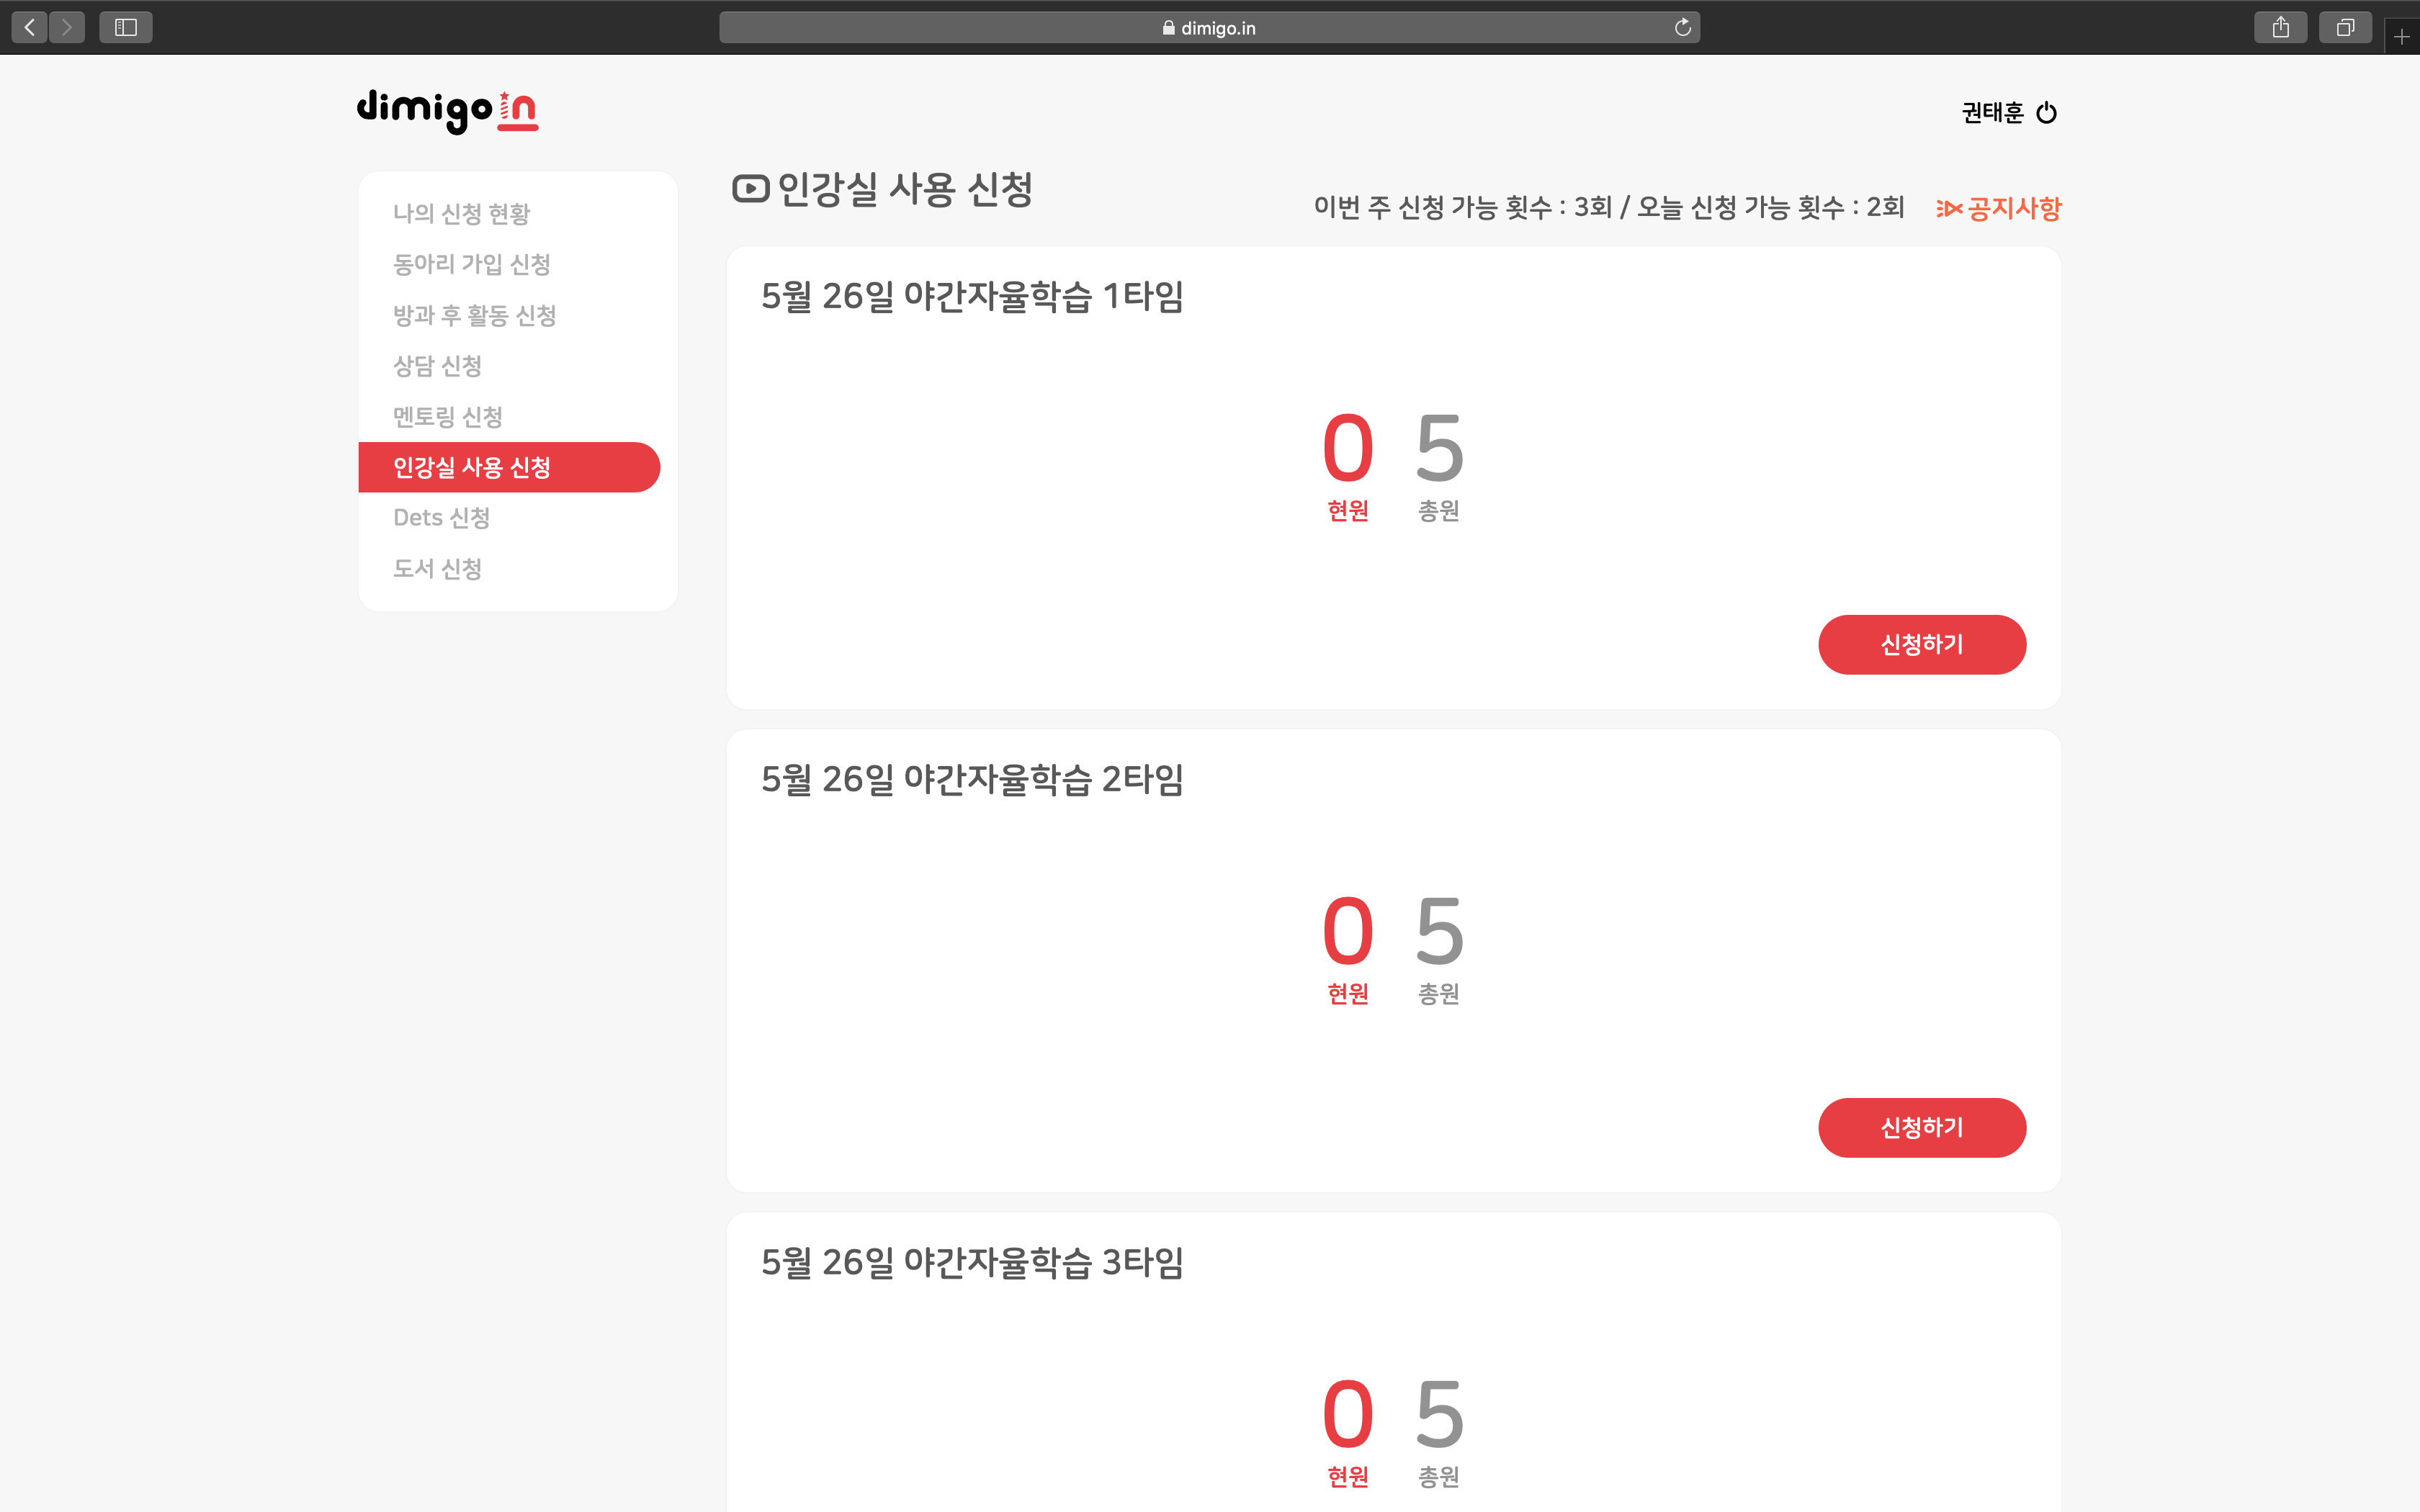 dimigo.in
dimigoin
권태훈
나의 신청 현황
동아리 가입 신청
방과 후 활동 신청
상담 신청
멘토링 신청
인강실 사용 신청
Dets 신청
도서 신청
인강실 사용 신청
이번 주 신청 가능 횟수 : 3회 / 오늘 신청 가능 횟수 : 2회
공지사항
5월 26일 야간자율학습 1타임
0 5
현원 총원
신청하기
5월 26일 야간자율학습 2타임
0 5
현원 총원
신청하기
5월 26일 야간자율학습 3타임
0 5
현원 총원